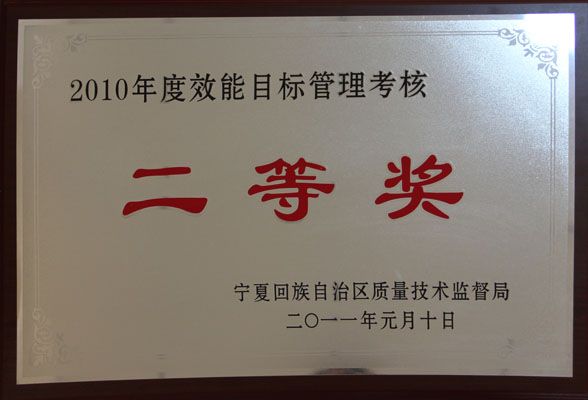 2010年度效能目标管理考核
二等奖
宁夏回族自治区质量技术监督局
二〇一一年元月十日